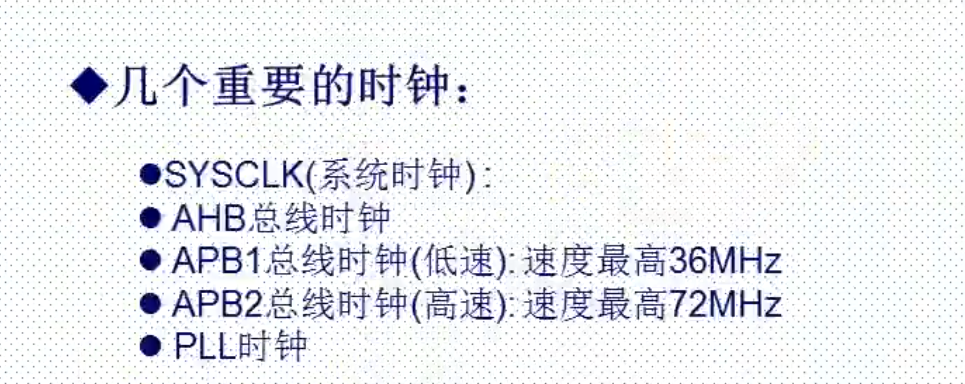 ◆几个重要的时钟：
●SYSCLK(系统时钟):
● AHB总线时钟
● APB1总线时钟(低速): 速度最高36MHz
● APB2总线时钟(高速): 速度最高72MHz
● PLL时钟